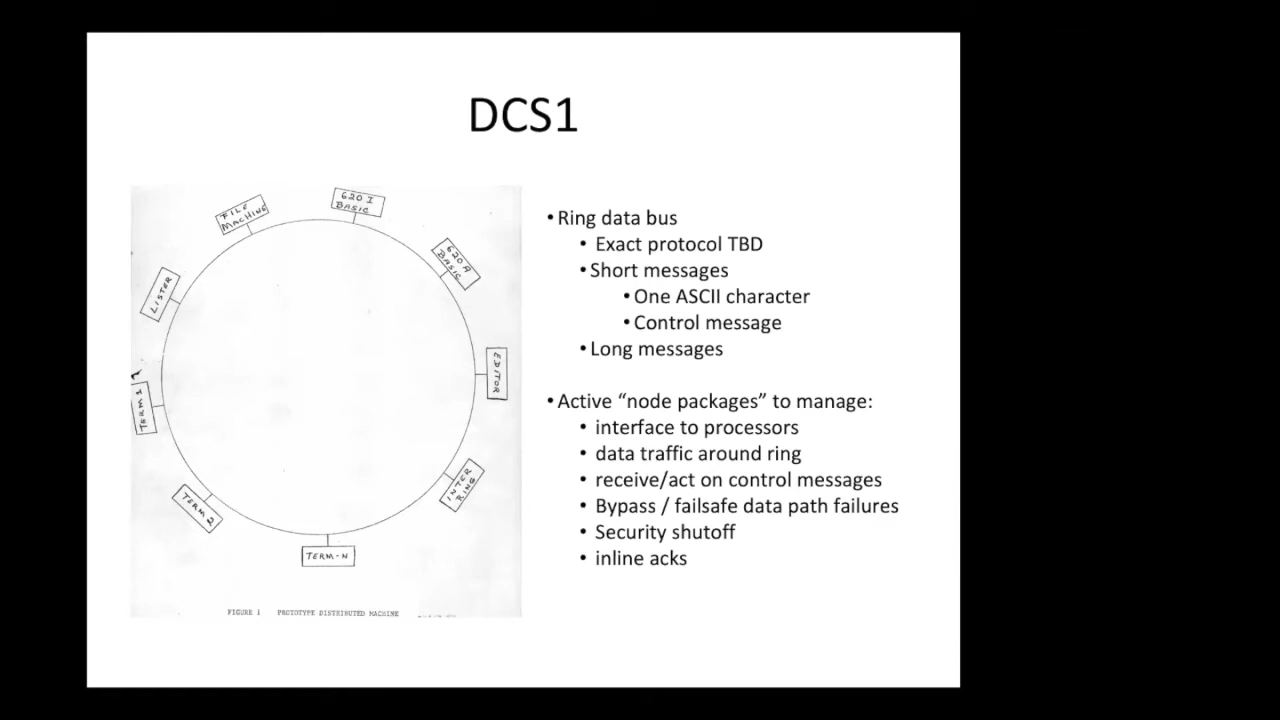 DCS1
FILE
MACHINE
620 I
BASIC
620 A
BASIC
LISTER
EDITOR
TERM 1
INTER
RING
TERM 2
TERM-N
FIGURE 1 PROTOTYPE DISTRIBUTED MACHINE
• Ring data bus
• Exact protocol TBD
• Short messages
• One ASCII character
• Control message
• Long messages
• Active “node packages” to manage:
• interface to processors
• data traffic around ring
• receive/act on control messages
• Bypass / failsafe data path failures
• Security shutoff
• inline acks